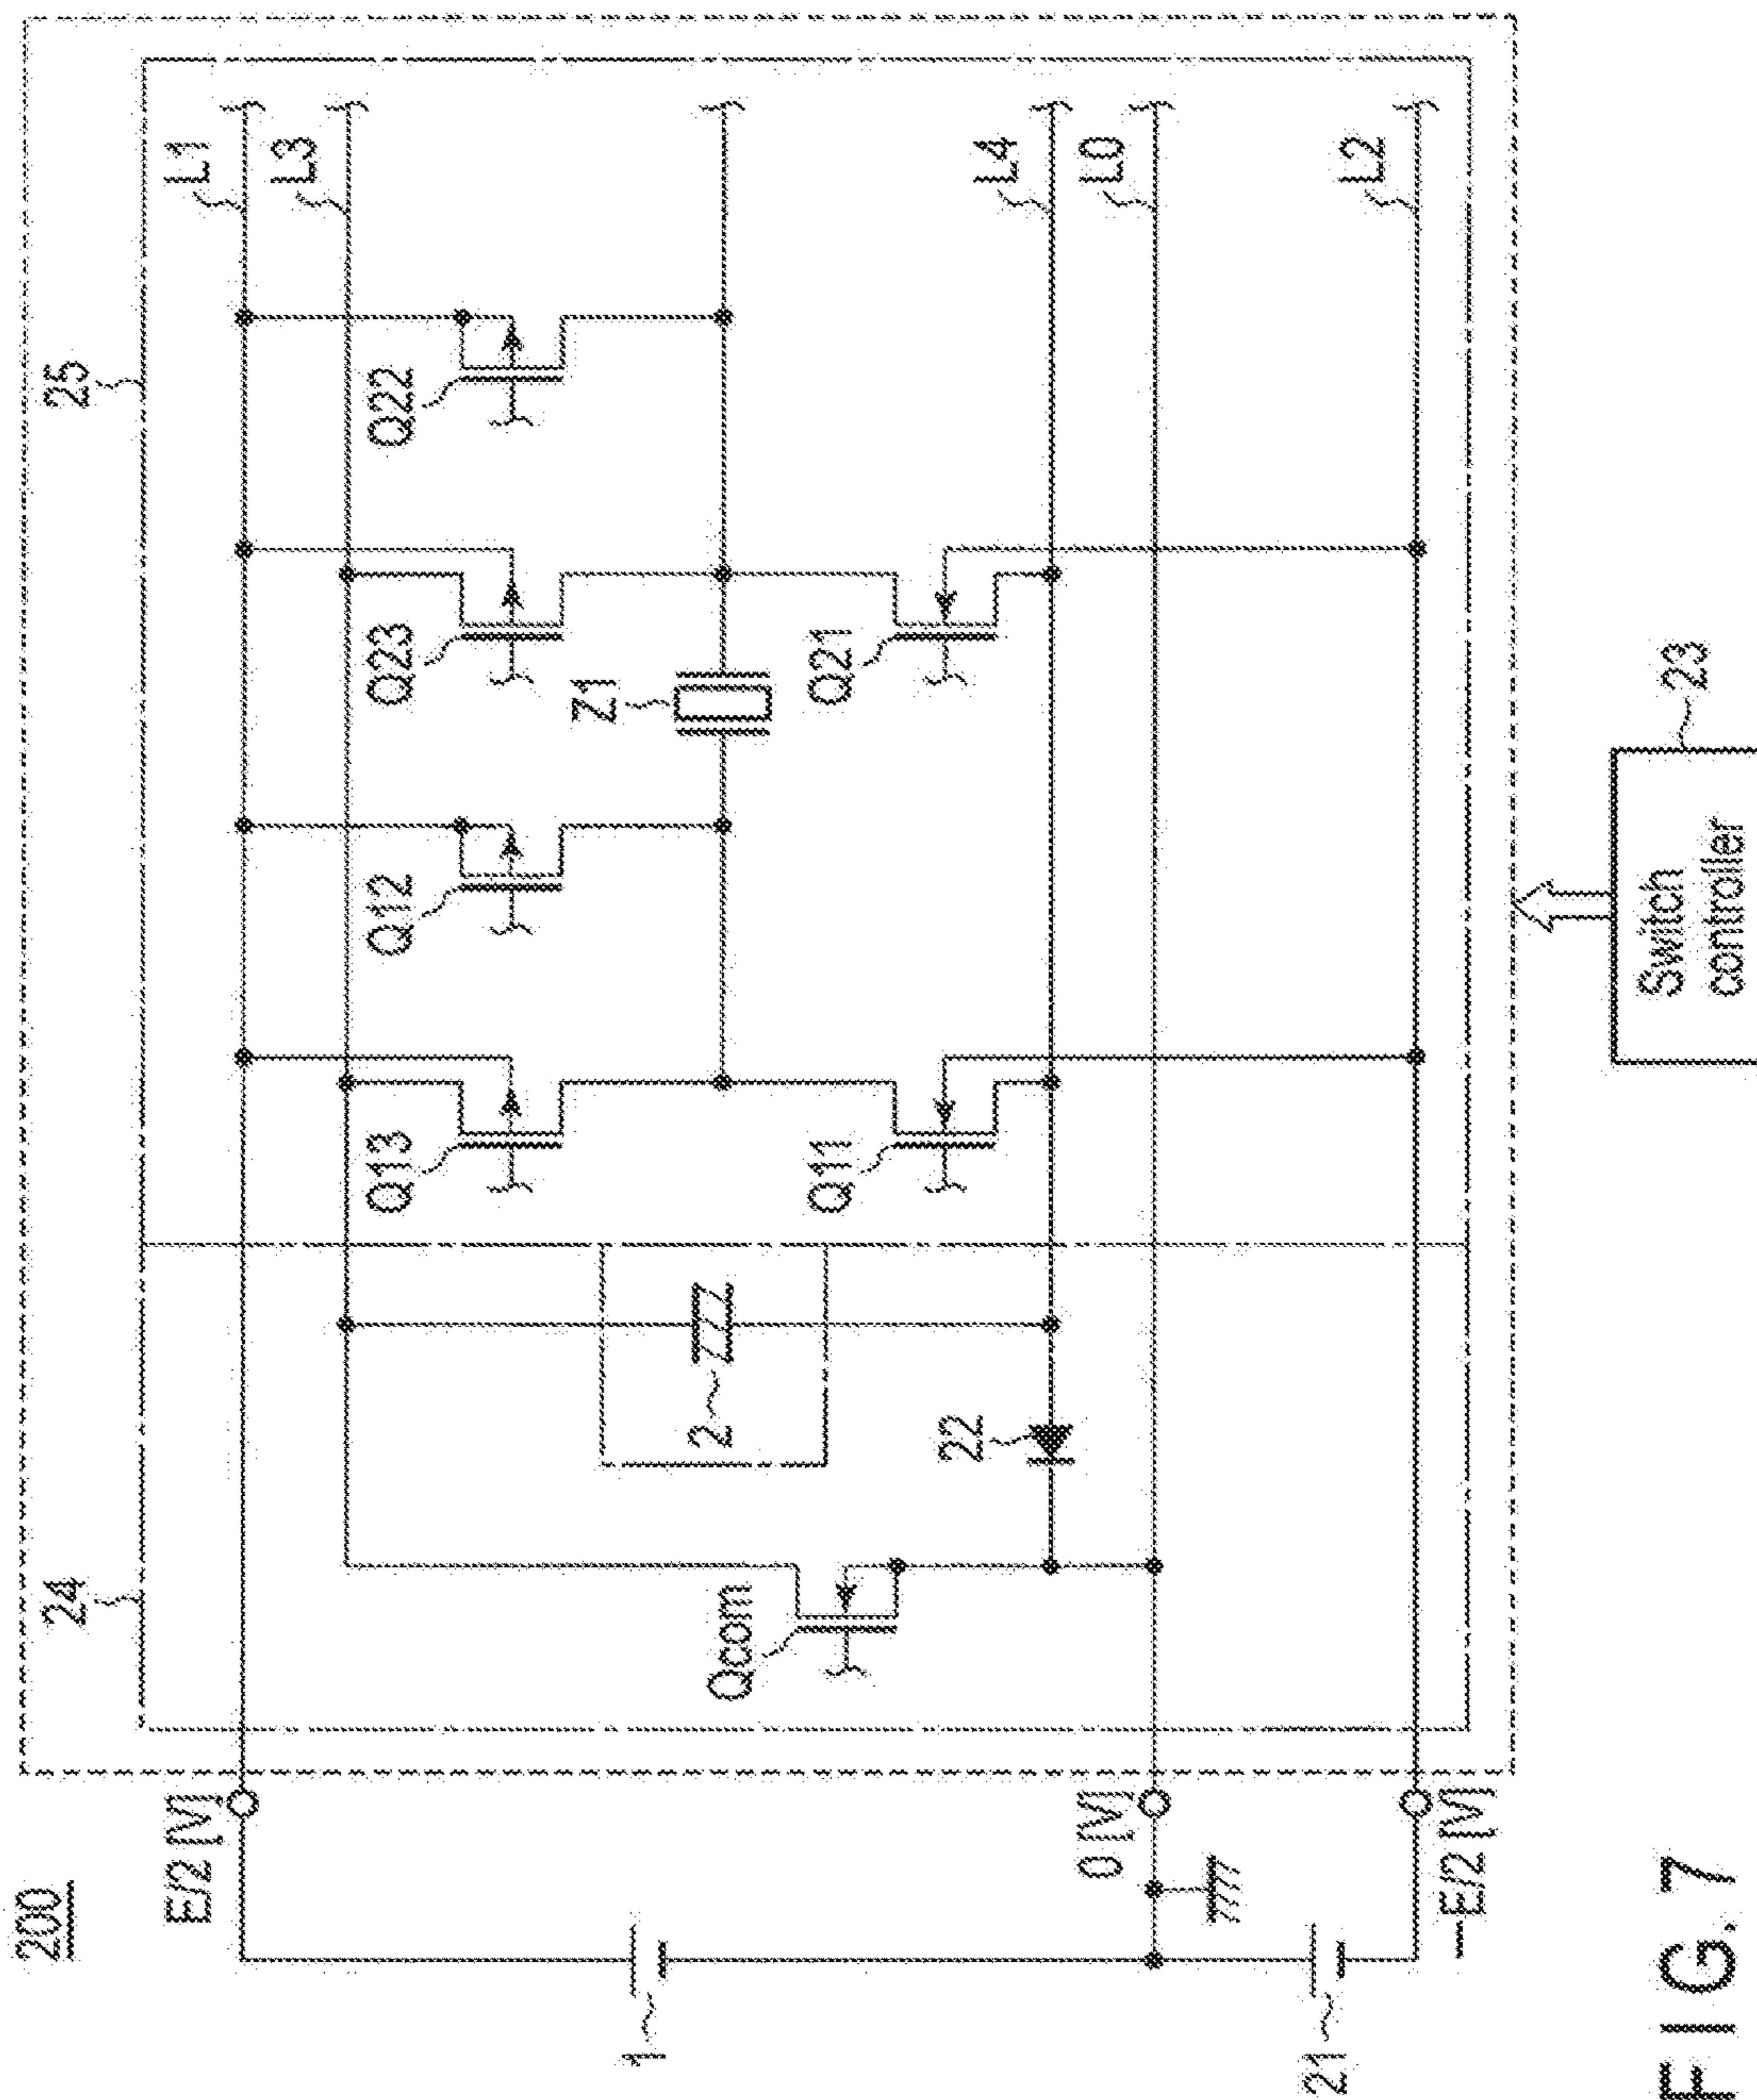 200
24
25
E/2 [V]
L1
L3
Q13
Q12
Q23
Q22
1
2
Z1
Qcom
22
Q11
Q21
L4
0 [V]
L0
21
−E/2 [V]
L2
Switch
controller
23
FIG. 7